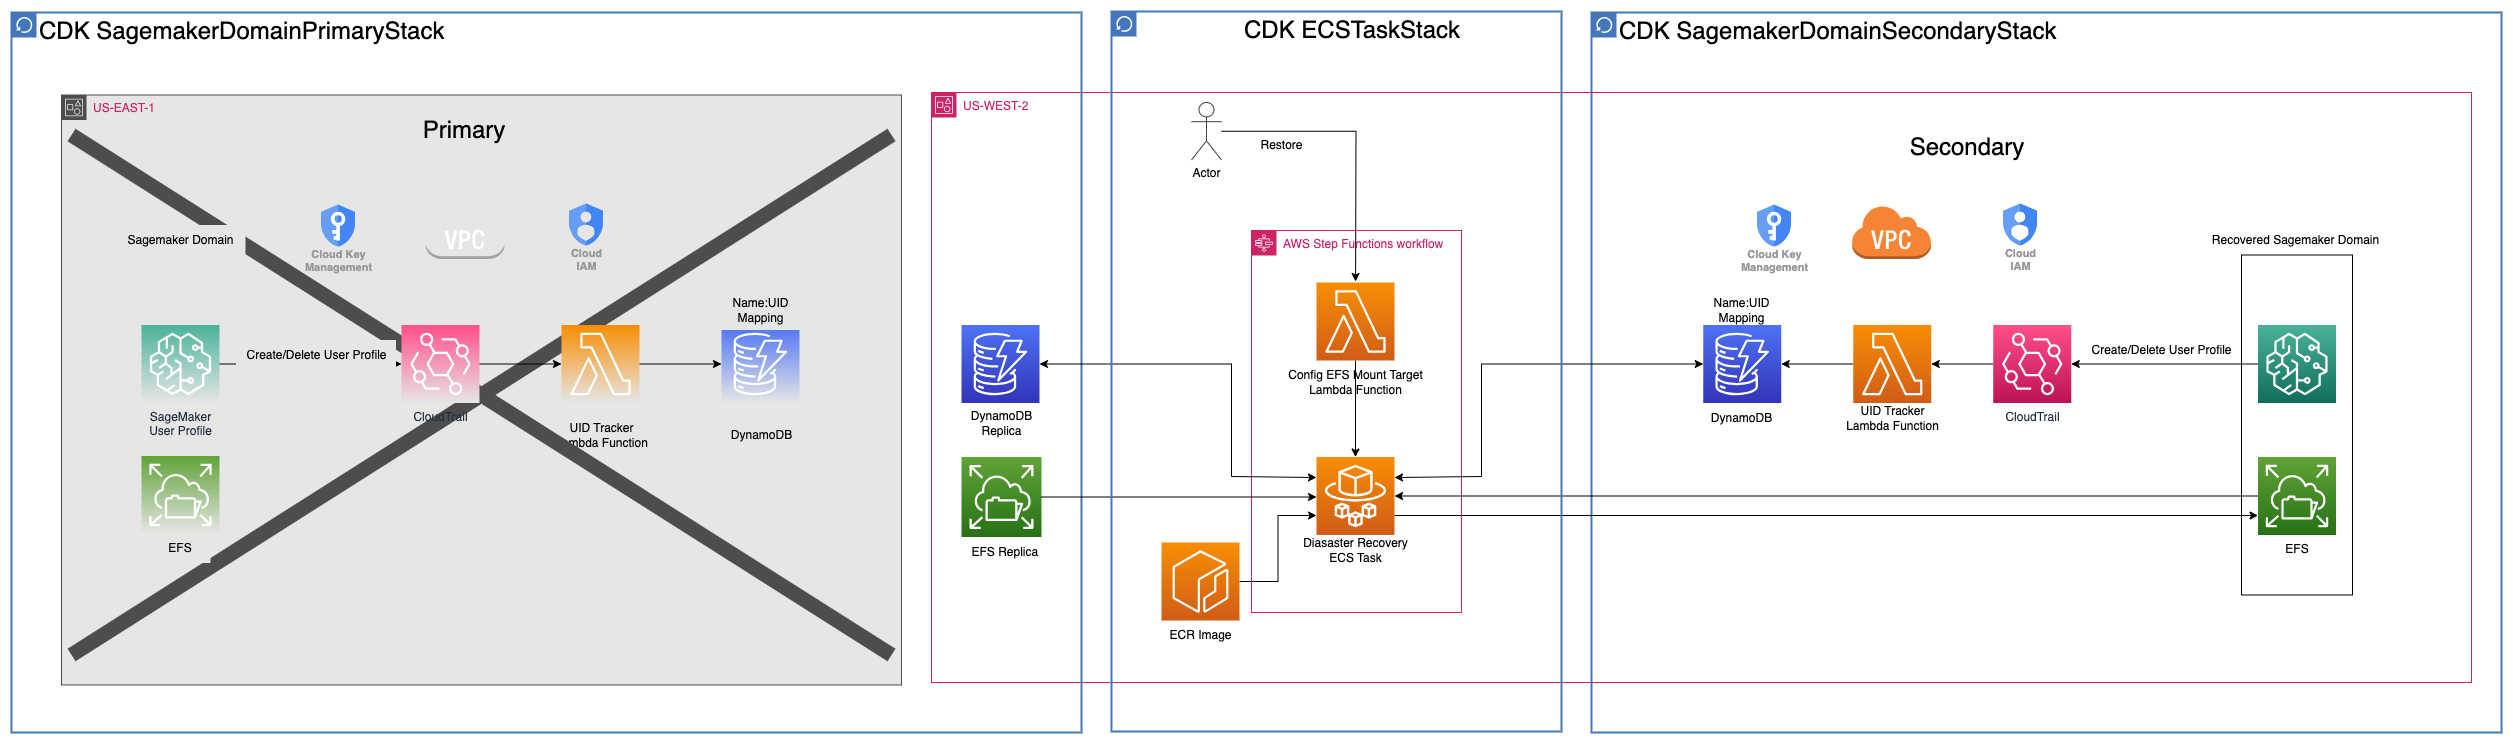 CDK SagemakerDomainPrimaryStack
US-EAST-1
Primary
Sagemaker Domain
Cloud Key
Management
VPC
Cloud
IAM
Name:UID
Mapping
Create/Delete User Profile
SageMaker
User Profile
CloudTrail
UID Tracker
mbda Function
DynamoDB
EFS
US-WEST-2
DynamoDB
Replica
EFS Replica
CDK ECSTaskStack
Actor
Restore
AWS Step Functions workflow
Config EFS Mount Target
Lambda Function
Diasaster Recovery
ECS Task
ECR Image
CDK SagemakerDomainSecondaryStack
Secondary
Cloud Key
Management
VPC
Cloud
IAM
Recovered Sagemaker Domain
Name:UID
Mapping
DynamoDB
UID Tracker
Lambda Function
CloudTrail
Create/Delete User Profile
EFS